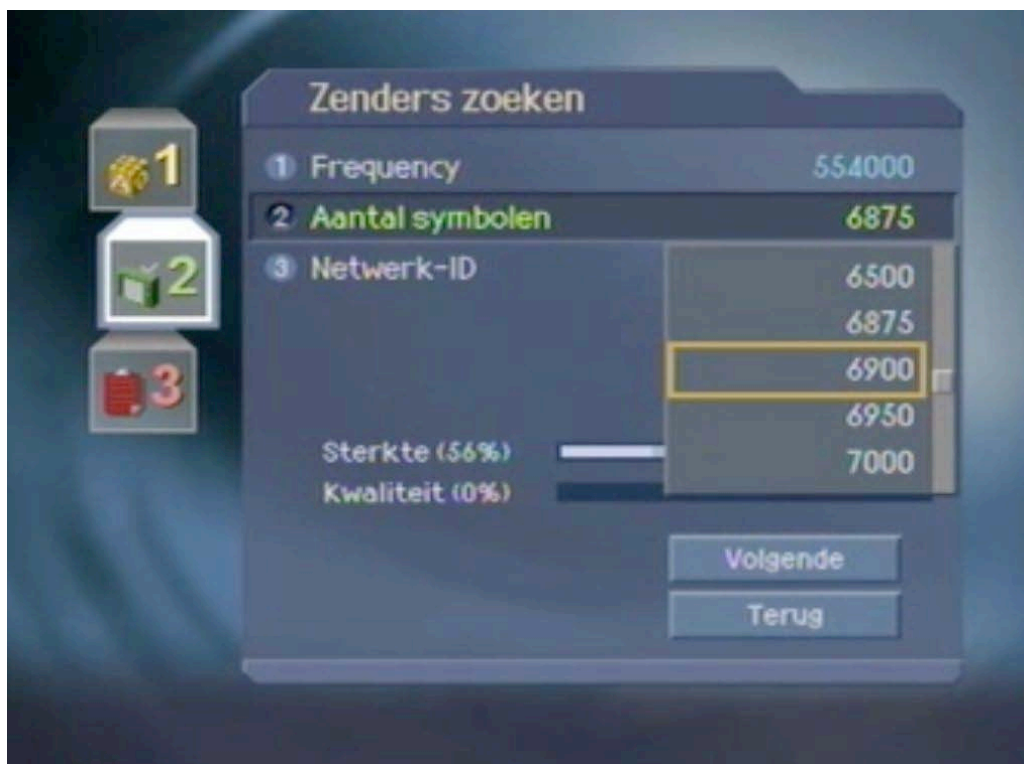 Zenders zoeken
1
1 Frequency 554000
2 Aantal symbolen 6875
2
3 Netwerk-ID
6500
6875
3
6900
6950
7000
Sterkte (56%)
Kwaliteit (0%)
Volgende
Terug